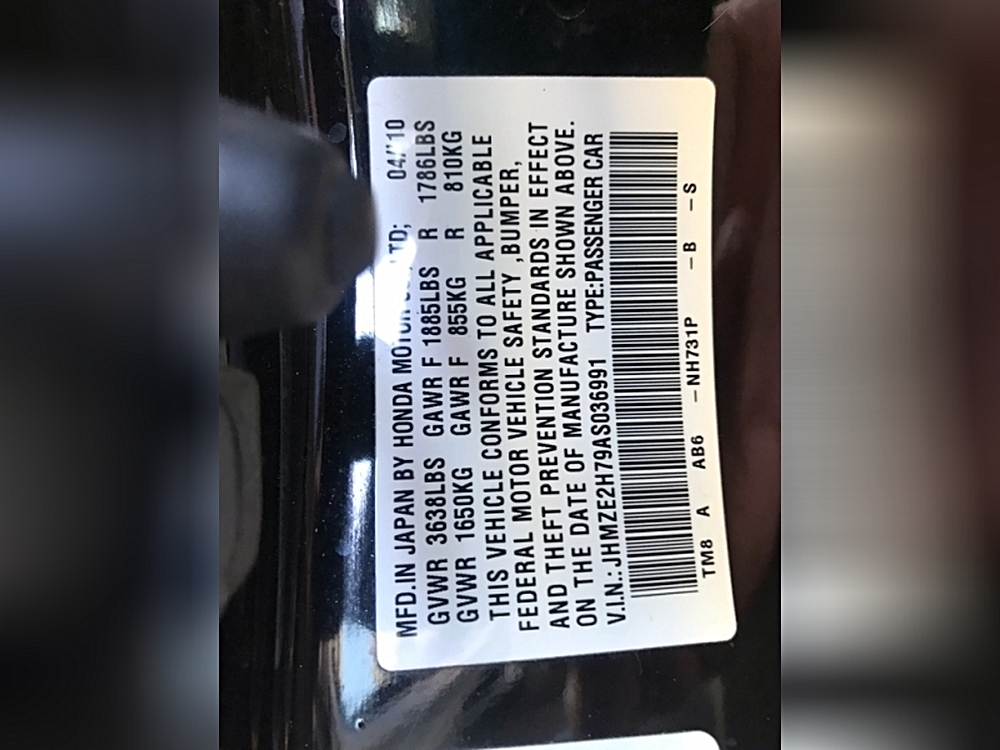 MFD.IN JAPAN BY HONDA MOTOR LTD; 04/'10
GVWR 3638LBS GAWR F 1885LBS R 1786LBS
GVWR 1650KG GAWR F 855KG R 810KG
THIS VEHICLE CONFORMS TO ALL APPLICABLE
FEDERAL MOTOR VEHICLE SAFETY ,BUMPER,
AND THEFT PREVENTION STANDARDS IN EFFECT
ON THE DATE OF MANUFACTURE SHOWN ABOVE.
V.I.N.:JHMZE2H79AS036991 TYPE:PASSENGER CAR
TM8 A AB6 -NH731P -B -S